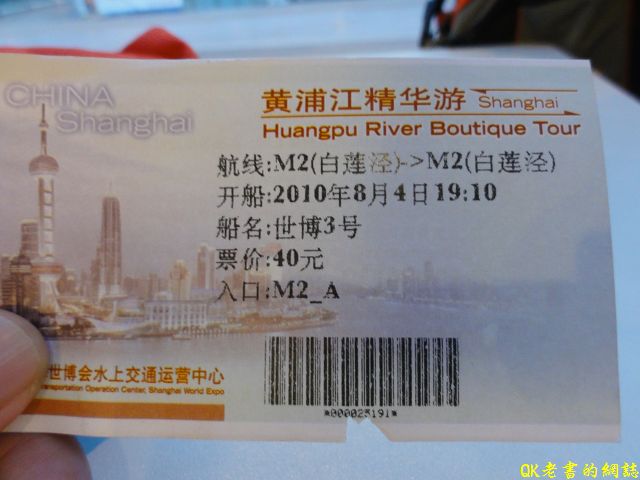 CHINA
Shanghai
黄浦江精华游 Shanghai
Huangpu River Boutique Tour
航线:M2(白莲泾)->M2(白莲泾)
开船:2010年8月4日19:10
船名:世博3号
票价:40元
入口:M2_A
世博会水上交通运营中心
ansportation Operation Center, Shanghai World Expo
*000025191*
QK老書的網誌